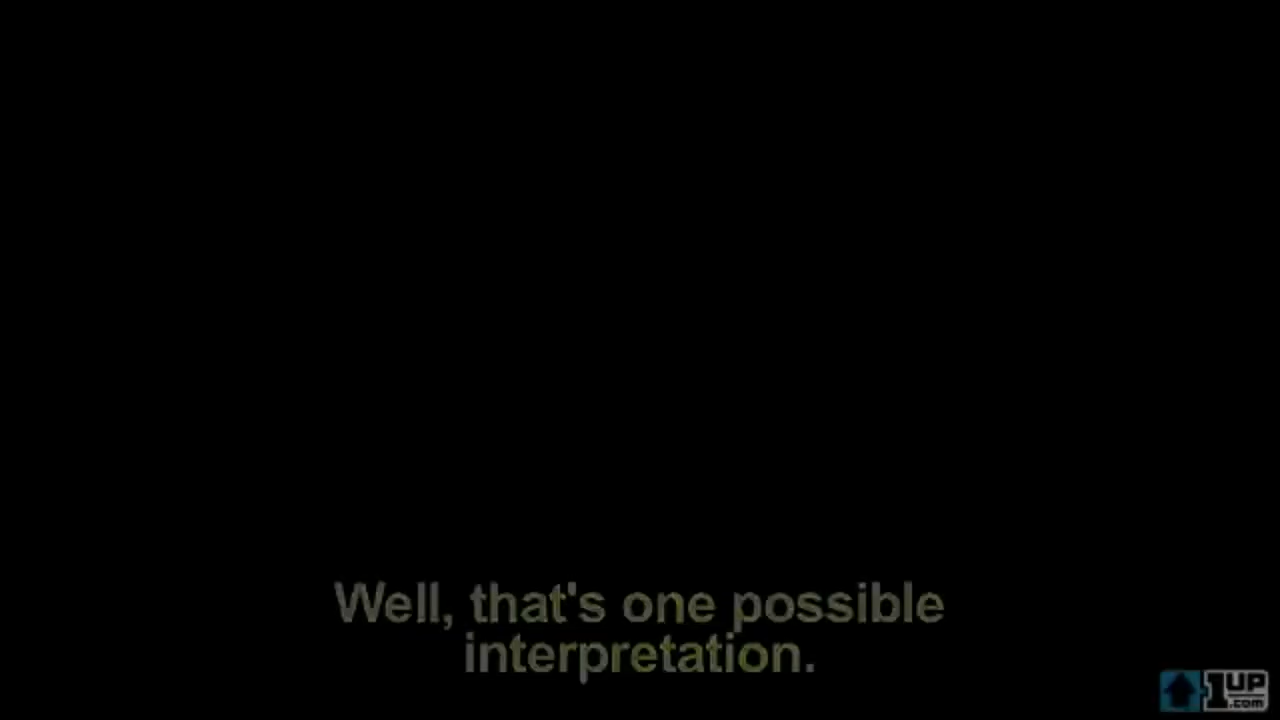 Well, that's one possible
interpretation.
1UP
.com